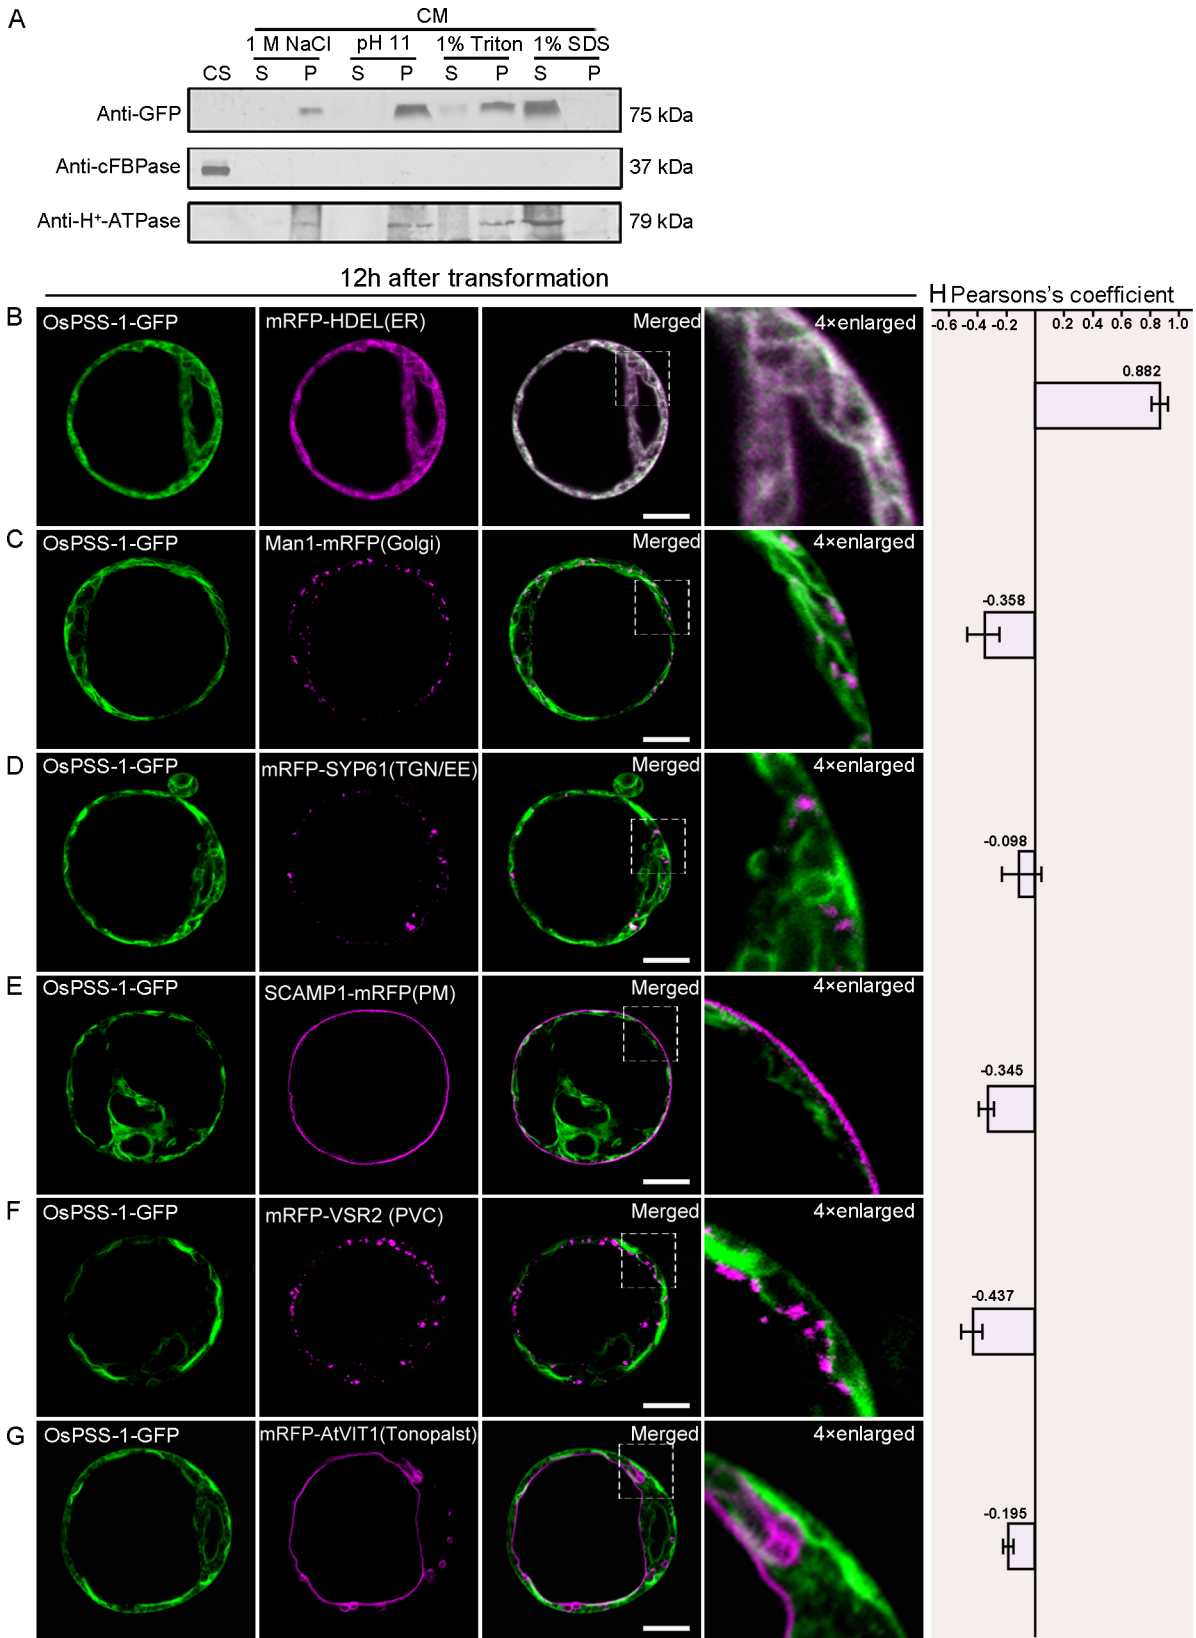 A
CM
1 M NaCl pH 11 1% Triton 1% SDS
CS S P S P S P S P
Anti-GFP 75 kDa
Anti-cFBPase 37 kDa
Anti-H⁺-ATPase 79 kDa
12h after transformation
H Pearsons's coefficient
-0.6 -0.4 -0.2 0.2 0.4 0.6 0.8 1.0
B OsPSS-1-GFP mRFP-HDEL(ER) Merged 4×enlarged
0.882
C OsPSS-1-GFP Man1-mRFP(Golgi) Merged 4×enlarged
-0.358
D OsPSS-1-GFP mRFP-SYP61(TGN/EE) Merged 4×enlarged
-0.098
E OsPSS-1-GFP SCAMP1-mRFP(PM) Merged 4×enlarged
-0.345
F OsPSS-1-GFP mRFP-VSR2 (PVC) Merged 4×enlarged
-0.437
G OsPSS-1-GFP mRFP-AtVIT1(Tonopalst) Merged 4×enlarged
-0.195